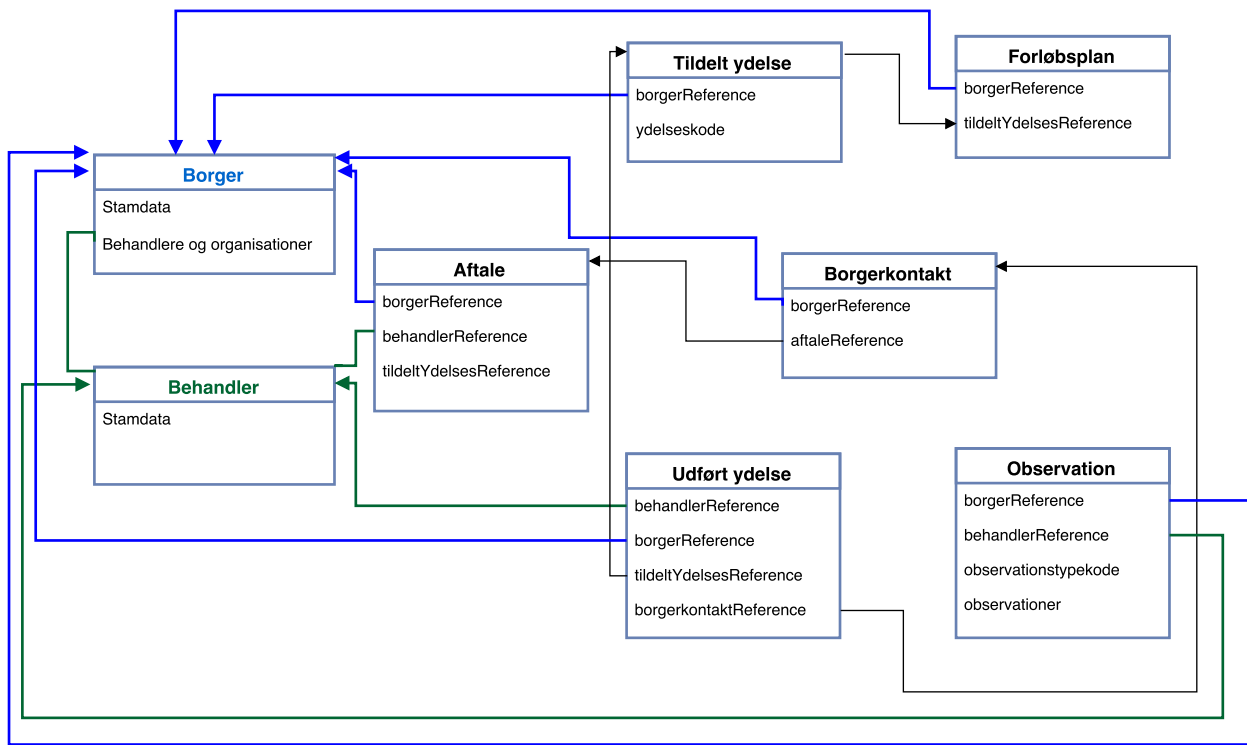 Tildelt ydelse
borgerReference
ydelseskode
Forløbsplan
borgerReference
tildeltYdelsesReference
Borger
Stamdata
Behandlere og organisationer
Aftale
borgerReference
behandlerReference
tildeltYdelsesReference
Borgerkontakt
borgerReference
aftaleReference
Behandler
Stamdata
Udført ydelse
behandlerReference
borgerReference
tildeltYdelsesReference
borgerkontaktReference
Observation
borgerReference
behandlerReference
observationstypekode
observationer